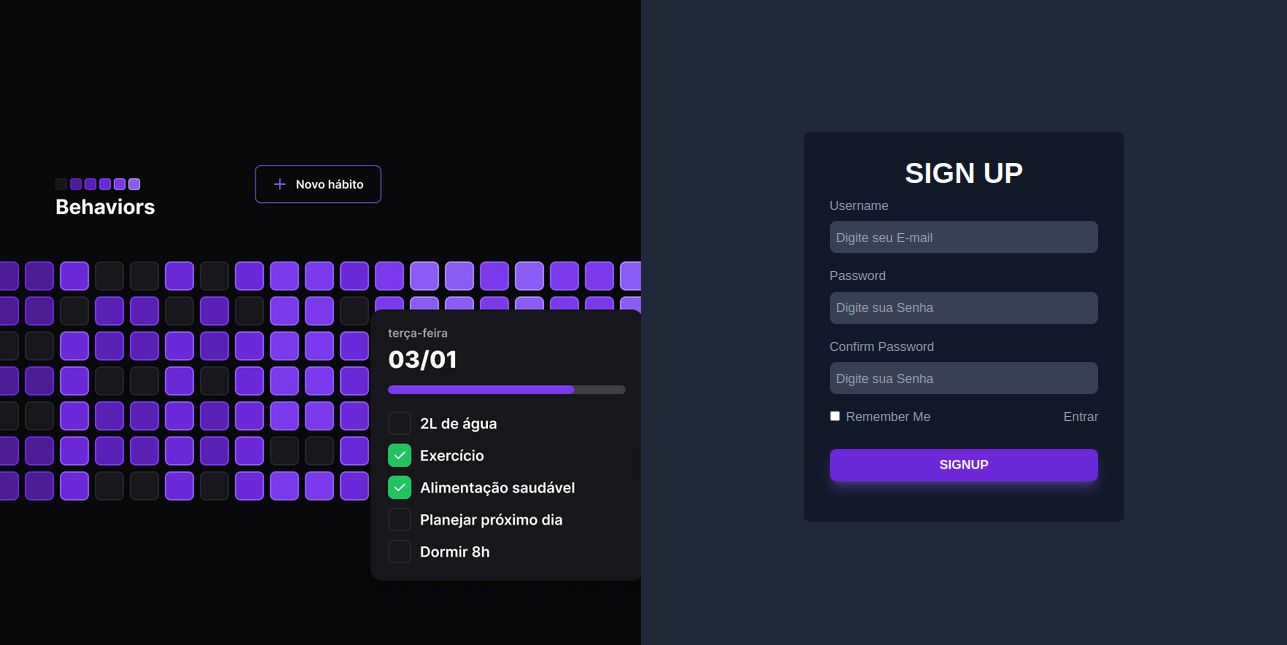 Behaviors
Novo hábito
terça-feira
03/01
2L de água
Exercício
Alimentação saudável
Planejar próximo dia
Dormir 8h
SIGN UP
Username
Digite seu E-mail
Password
Digite sua Senha
Confirm Password
Digite sua Senha
Remember Me
Entrar
SIGNUP